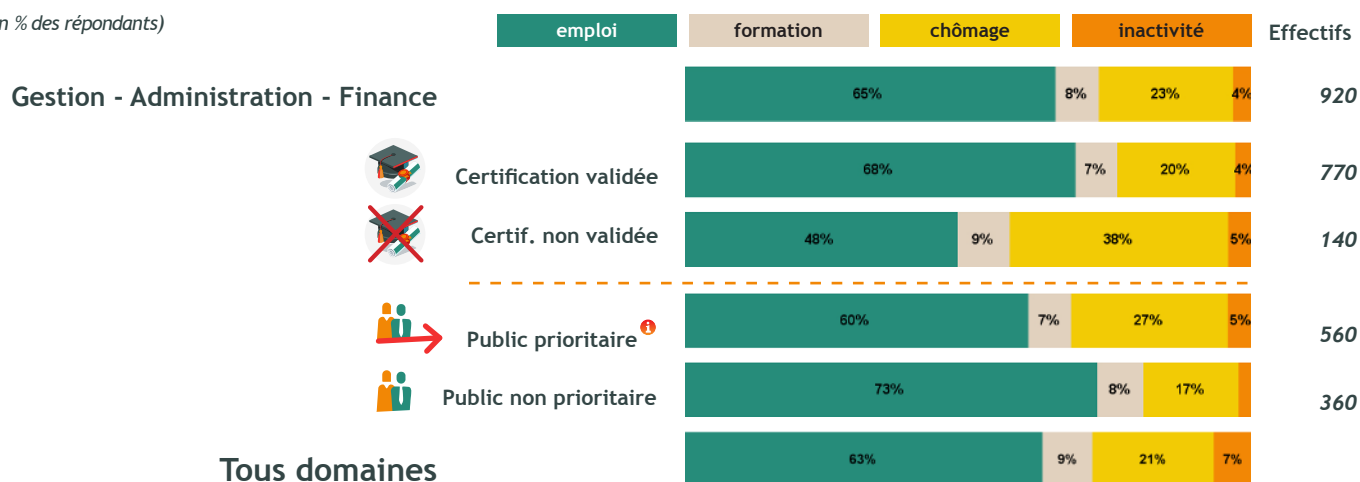 n % des répondants)
emploi formation chômage inactivité Effectifs
Gestion - Administration - Finance 65% 8% 23% 4% 920
Certification validée 68% 7% 20% 4% 770
Certif. non validée 48% 9% 38% 5% 140
Public prioritaire i 60% 7% 27% 5% 560
Public non prioritaire 73% 8% 17% 360
Tous domaines 63% 9% 21% 7%